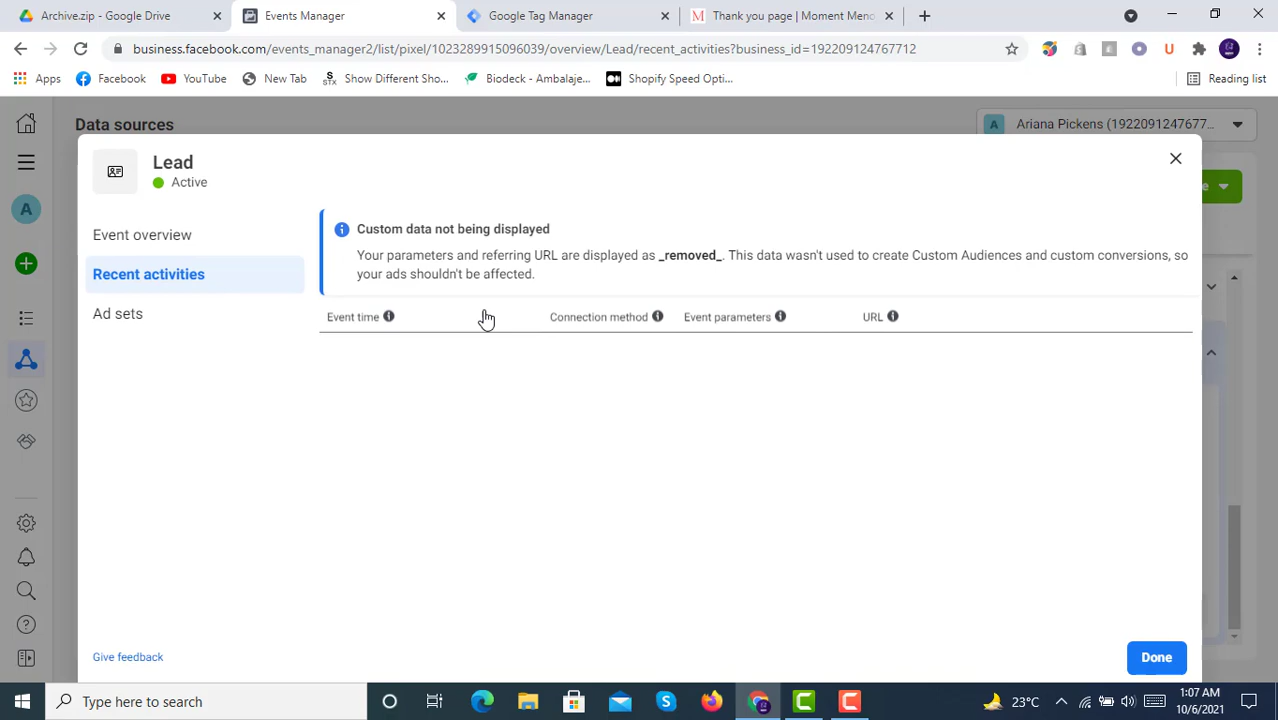 Archive.zip - Google Drive
Events Manager
Google Tag Manager
Thank you page | Moment Meno
business.facebook.com/events_manager2/list/pixel/1023289915096039/overview/Lead/recent_activities?business_id=192209124767712
Apps
Facebook
YouTube
New Tab
STX
Show Different Sho...
Biodeck - Ambalaje...
Shopify Speed Opti...
Reading list
Data sources
A
Ariana Pickens (1922091247677...
Lead
Active
A
Event overview
Recent activities
Ad sets
Custom data not being displayed
Your parameters and referring URL are displayed as _removed_. This data wasn't used to create Custom Audiences and custom conversions, so
your ads shouldn't be affected.
Event time
Connection method
Event parameters
URL
Give feedback
Done
Type here to search
23°C
1:07 AM
10/6/2021